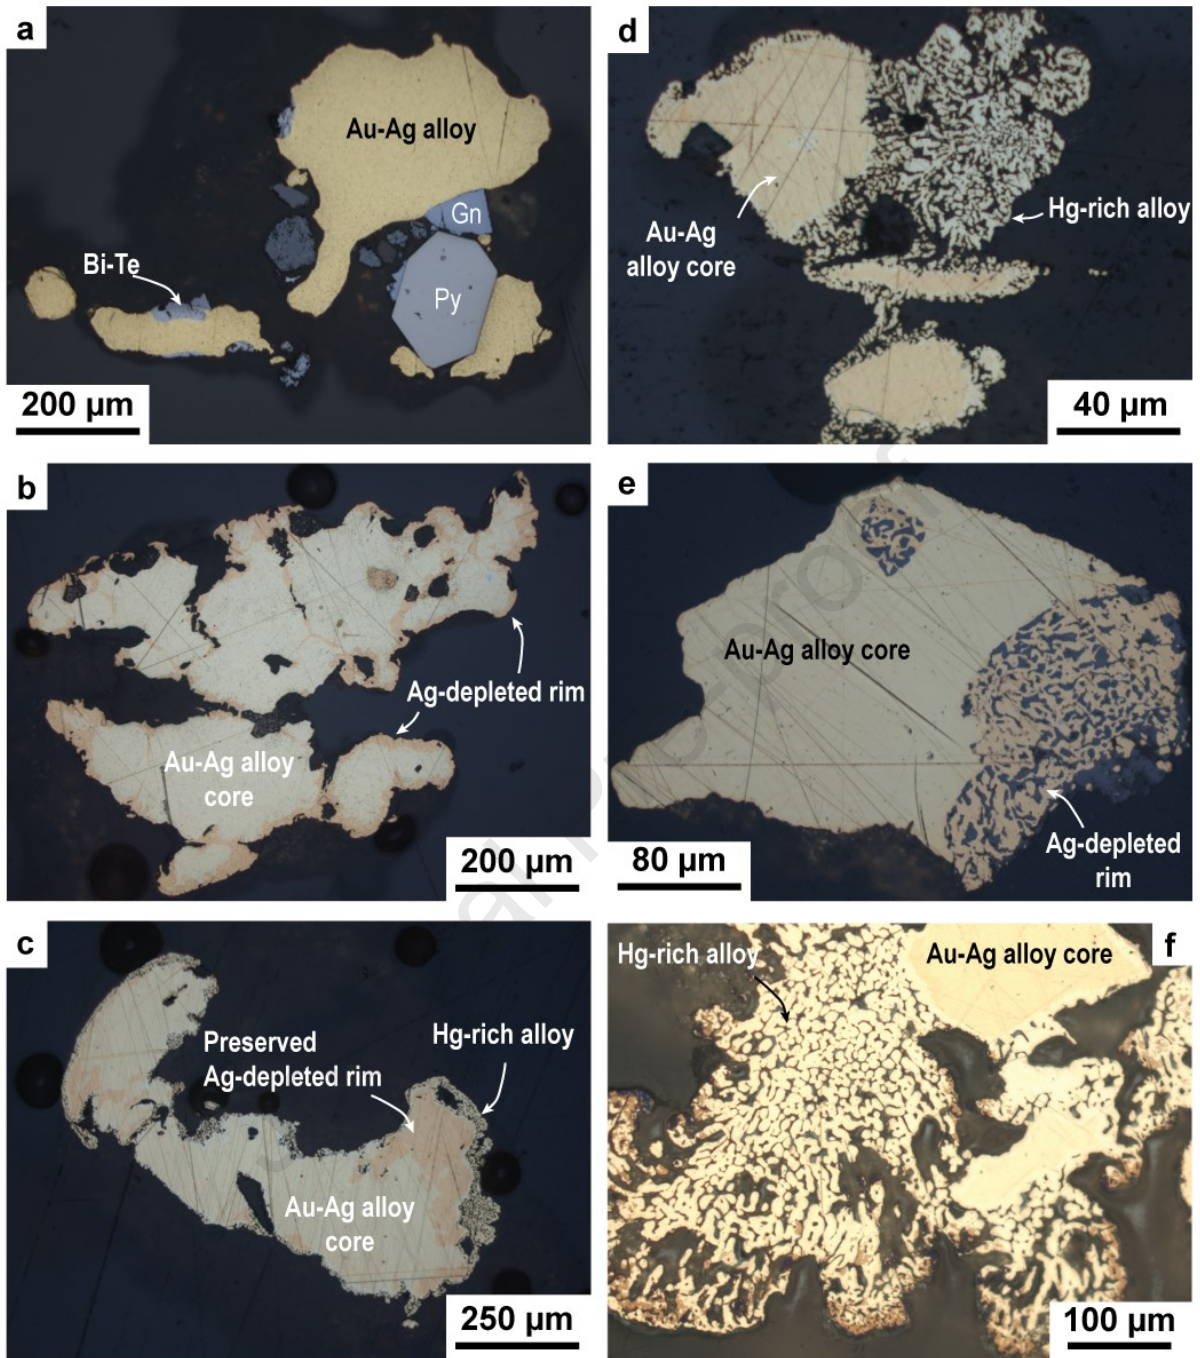 a
Au-Ag alloy
Gn
Bi-Te
Py
200 µm
b
Ag-depleted rim
Au-Ag alloy
core
200 µm
c
Preserved
Ag-depleted rim
Hg-rich alloy
Au-Ag alloy
core
250 µm
d
Au-Ag
alloy core
Hg-rich alloy
40 µm
e
Au-Ag alloy core
Ag-depleted
rim
80 µm
f
Hg-rich alloy
Au-Ag alloy core
100 µm